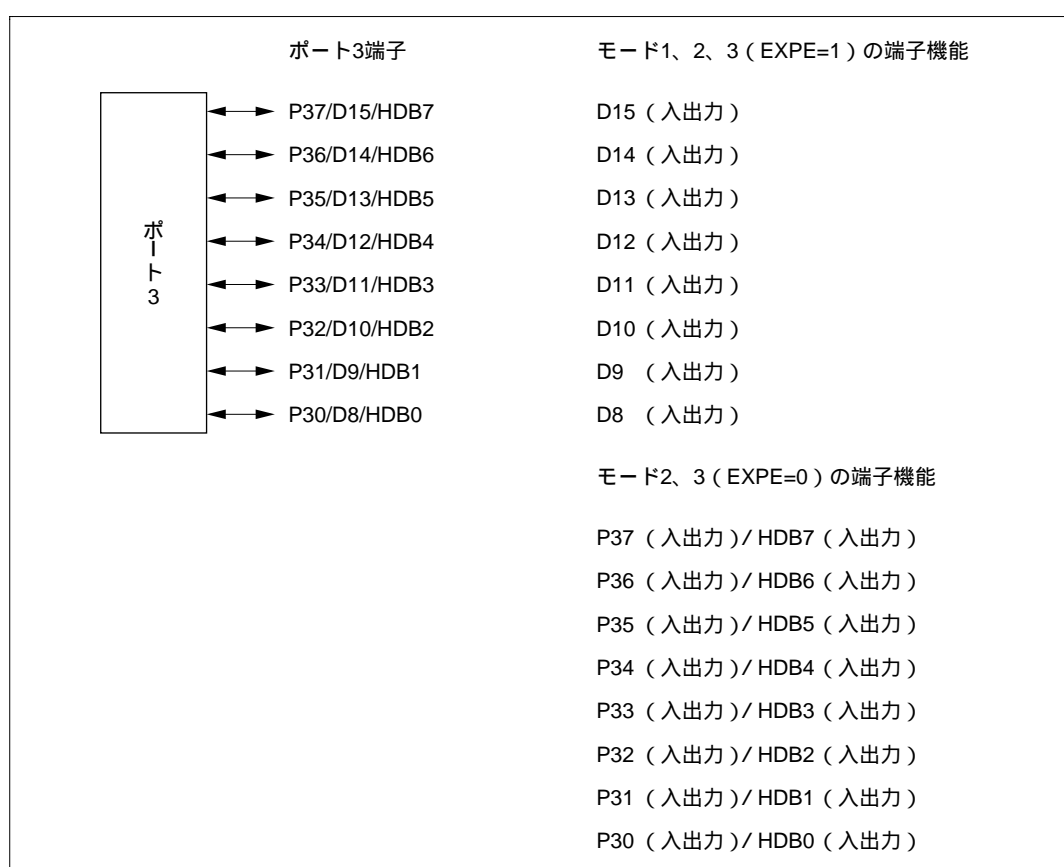 ポート3端子 モード1、2、3（EXPE=1）の端子機能
P37/D15/HDB7 D15（入出力）
P36/D14/HDB6 D14（入出力）
P35/D13/HDB5 D13（入出力）
P34/D12/HDB4 D12（入出力）
P33/D11/HDB3 D11（入出力）
P32/D10/HDB2 D10（入出力）
P31/D9/HDB1 D9（入出力）
P30/D8/HDB0 D8（入出力）
ポート3
モード2、3（EXPE=0）の端子機能
P37（入出力）/ HDB7（入出力）
P36（入出力）/ HDB6（入出力）
P35（入出力）/ HDB5（入出力）
P34（入出力）/ HDB4（入出力）
P33（入出力）/ HDB3（入出力）
P32（入出力）/ HDB2（入出力）
P31（入出力）/ HDB1（入出力）
P30（入出力）/ HDB0（入出力）